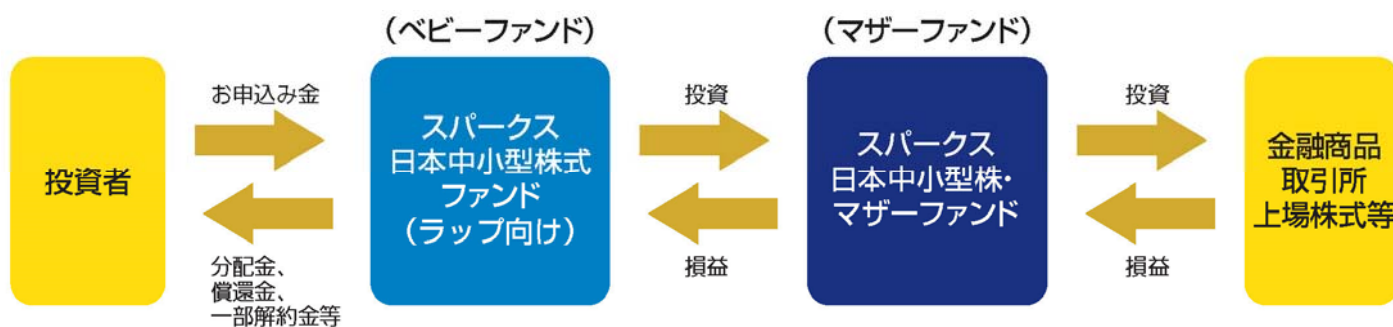 (ベビーファンド)
(マザーファンド)
投資者
お申込み金
分配金、
償還金、
一部解約金等
スパークス
日本中小型株式
ファンド
(ラップ向け)
投資
損益
スパークス
日本中小型株・
マザーファンド
投資
損益
金融商品
取引所
上場株式等